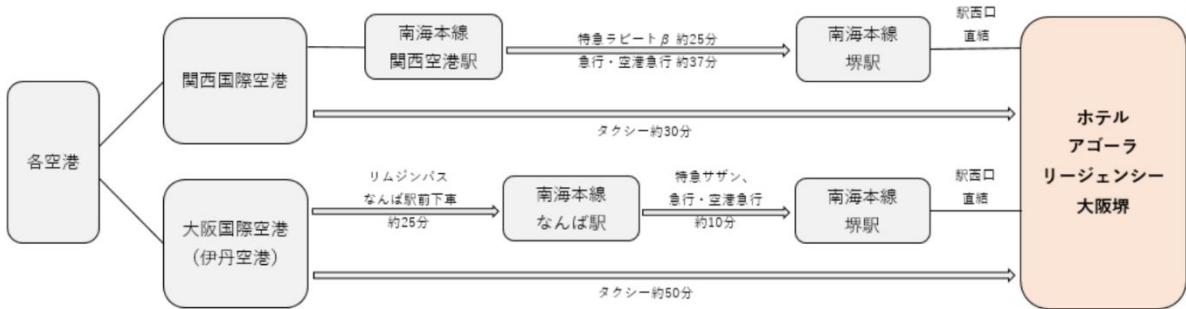 各空港
関西国際空港
南海本線
関西空港駅
特急ラピートβ 約25分
急行・空港急行 約37分
南海本線
堺駅
駅西口
直結
タクシー約30分
大阪国際空港
(伊丹空港)
リムジンバス
なんば駅前下車
約25分
南海本線
なんば駅
特急サザン、
急行・空港急行
約10分
南海本線
堺駅
駅西口
直結
タクシー約50分
ホテル
アゴーラ
リージェンシー
大阪堺